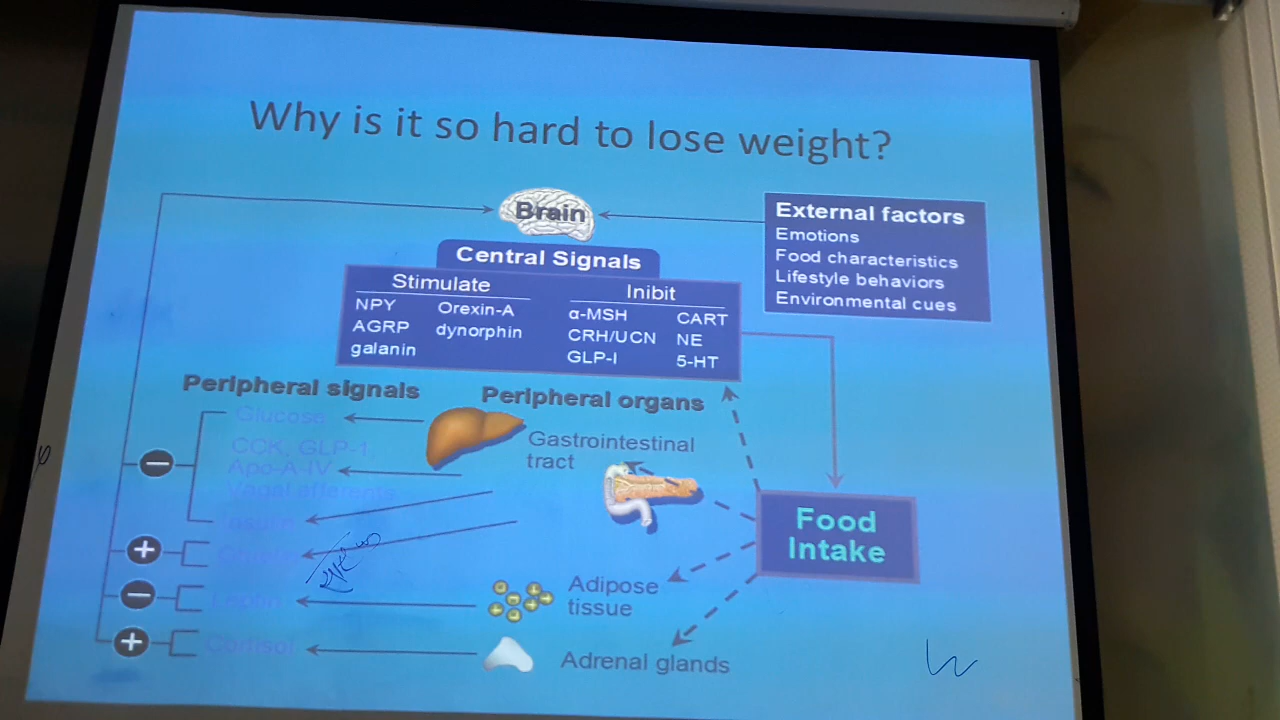 Why is it so hard to lose weight?
Brain
External factors
Emotions
Food characteristics
Lifestyle behaviors
Environmental cues
Central Signals
Stimulate
NPY
Orexin-A
AGRP
dynorphin
galanin
Inibit
α-MSH
CART
CRH/UCN
NE
GLP-I
5-HT
Peripheral signals
Peripheral organs
Glucose
CCK, GLP-1,
Apo-A-IV
Vagal afferents
Insulin
Leptin
Cortisol
Gastrointestinal
tract
Adipose
tissue
Adrenal glands
Food
Intake